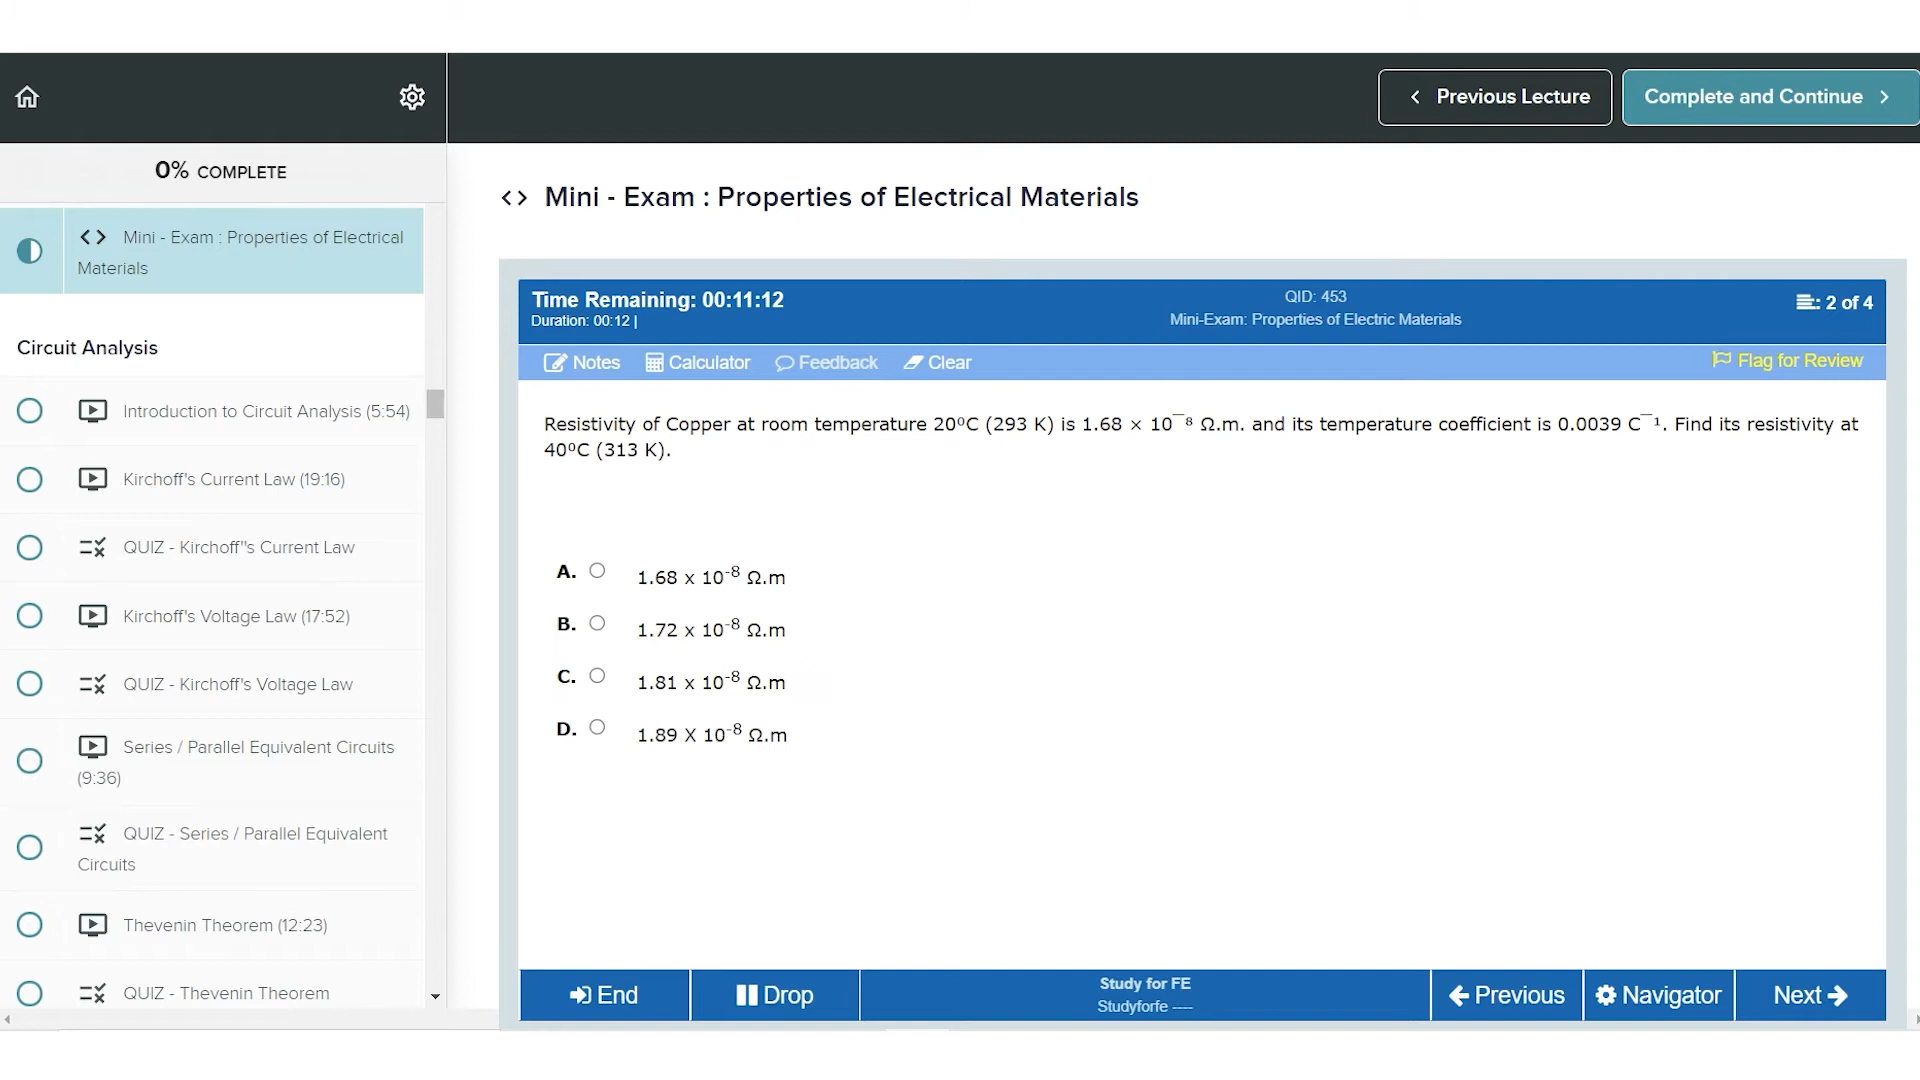 Previous Lecture
Complete and Continue
0% COMPLETE
Mini - Exam : Properties of Electrical
Materials
Circuit Analysis
Introduction to Circuit Analysis (5:54)
Kirchoff's Current Law (19:16)
QUIZ - Kirchoff"s Current Law
Kirchoff's Voltage Law (17:52)
QUIZ - Kirchoff's Voltage Law
Series / Parallel Equivalent Circuits
(9:36)
QUIZ - Series / Parallel Equivalent
Circuits
Thevenin Theorem (12:23)
QUIZ - Thevenin Theorem
<> Mini - Exam : Properties of Electrical Materials
Time Remaining: 00:11:12
Duration: 00:12 |
QID: 453
Mini-Exam: Properties of Electric Materials
: 2 of 4
Notes Calculator Feedback Clear
Flag for Review
Resistivity of Copper at room temperature 20⁰C (293 K) is 1.68 × 10¯⁸ Ω.m. and its temperature coefficient is 0.0039 C¯¹. Find its resistivity at
40⁰C (313 K).
A. 1.68 x 10⁻⁸ Ω.m
B. 1.72 x 10⁻⁸ Ω.m
C. 1.81 x 10⁻⁸ Ω.m
D. 1.89 X 10⁻⁸ Ω.m
End
Drop
Study for FE
Studyforfe ----
Previous
Navigator
Next